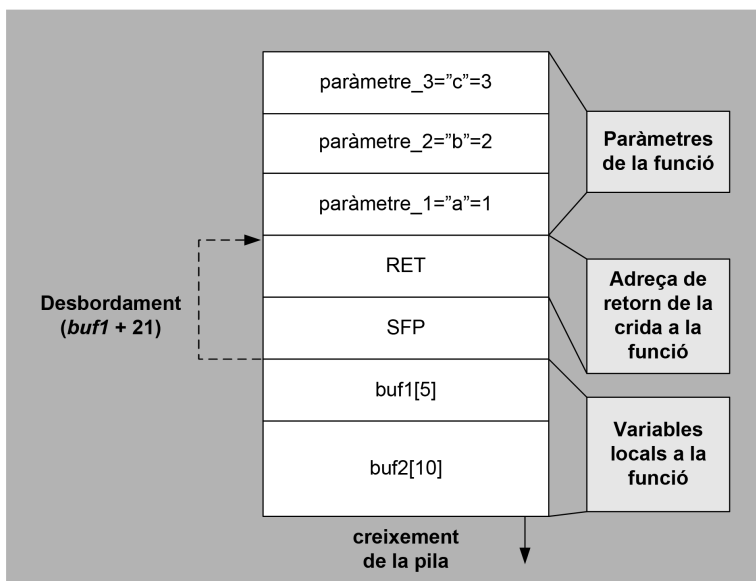 paràmetre_3=”c”=3
paràmetre_2=”b”=2
paràmetre_1=”a”=1
RET
SFP
buf1[5]
buf2[10]
Paràmetres
de la funció
Adreça de
retorn de la
crida a la
funció
Variables
locals a la
funció
Desbordament
(buf1 + 21)
creixement
de la pila